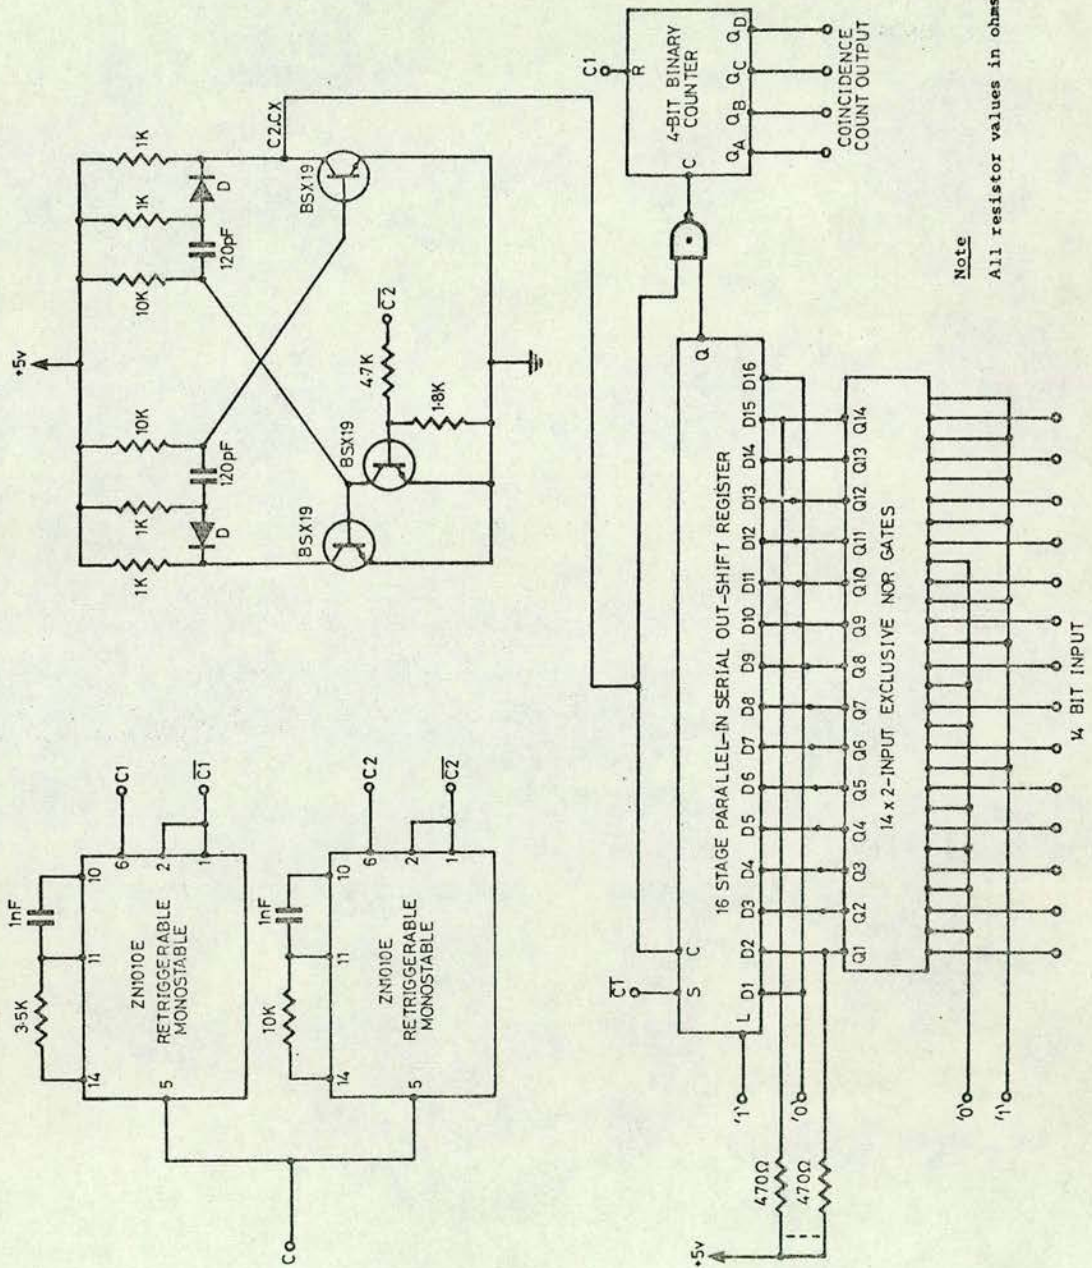 +5v
1K
1K
10K
10K
1K
1K
D
120pF
120pF
D
BSX19
BSX19
BSX19
C2.CX
4·7K
C̅2̅
1·8K
1nF
3·5K
14
11
10
ZN1010E
RETRIGGERABLE
MONOSTABLE
5
6
2
1
C1
C̅1̅
1nF
10K
14
11
10
ZN1010E
RETRIGGERABLE
MONOSTABLE
5
6
2
1
C2
C̅2̅
C
C1
R
4-BIT BINARY
COUNTER
C
QA QB QC QD
COINCIDENCE
COUNT OUTPUT
C̅1̅
S
C
Q
16 STAGE PARALLEL-IN SERIAL OUT-SHIFT REGISTER
L D1 D2 D3 D4 D5 D6 D7 D8 D9 D10 D11 D12 D13 D14 D15 D16
'1'
'0'
+5v
470Ω
470Ω
Q1 Q2 Q3 Q4 Q5 Q6 Q7 Q8 Q9 Q10 Q11 Q12 Q13 Q14
14 x 2-INPUT EXCLUSIVE NOR GATES
'0'
'1'
14 BIT INPUT
Note
All resistor values in ohms